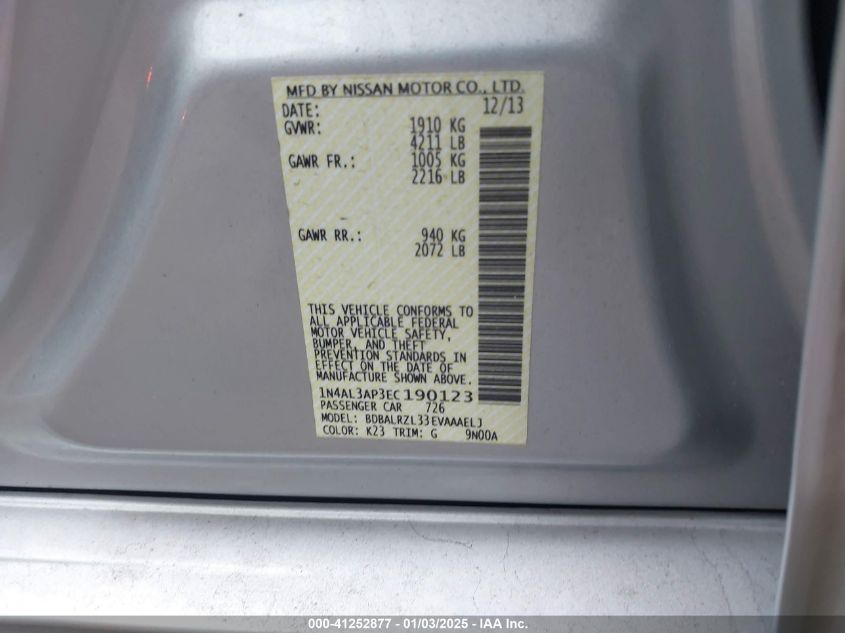 MFD BY NISSAN MOTOR CO., LTD.
DATE: 12/13
GVWR: 1910 KG
4211 LB
GAWR FR.: 1005 KG
2216 LB
GAWR RR.: 940 KG
2072 LB
THIS VEHICLE CONFORMS TO
ALL APPLICABLE FEDERAL
MOTOR VEHICLE SAFETY,
BUMPER, AND THEFT
PREVENTION STANDARDS IN
EFFECT ON THE DATE OF
MANUFACTURE SHOWN ABOVE.
1N4AL3AP3EC190123
PASSENGER CAR 726
MODEL: BDBALRZL33EVAAAELJ
COLOR: K23 TRIM: G 9N00A
000-41252877 - 01/03/2025 - IAA Inc.